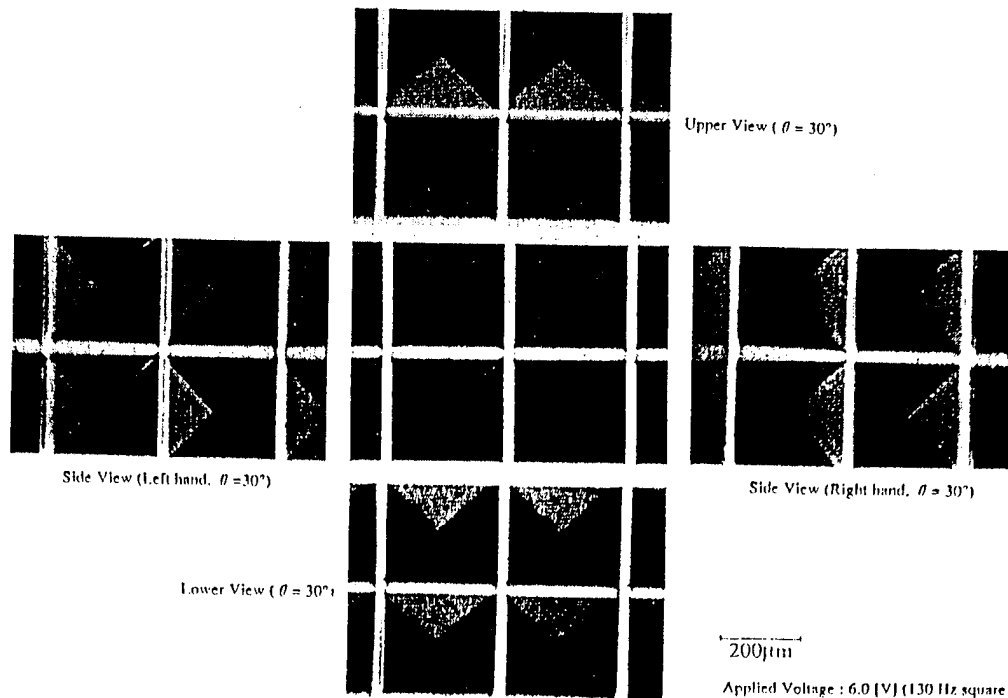 Upper View ( θ = 30°)
Side View (Left hand, θ =30°)
Side View (Right hand, θ = 30°)
Lower View ( θ = 30°)
200μm
Applied Voltage : 6.0 [V] (130 Hz square